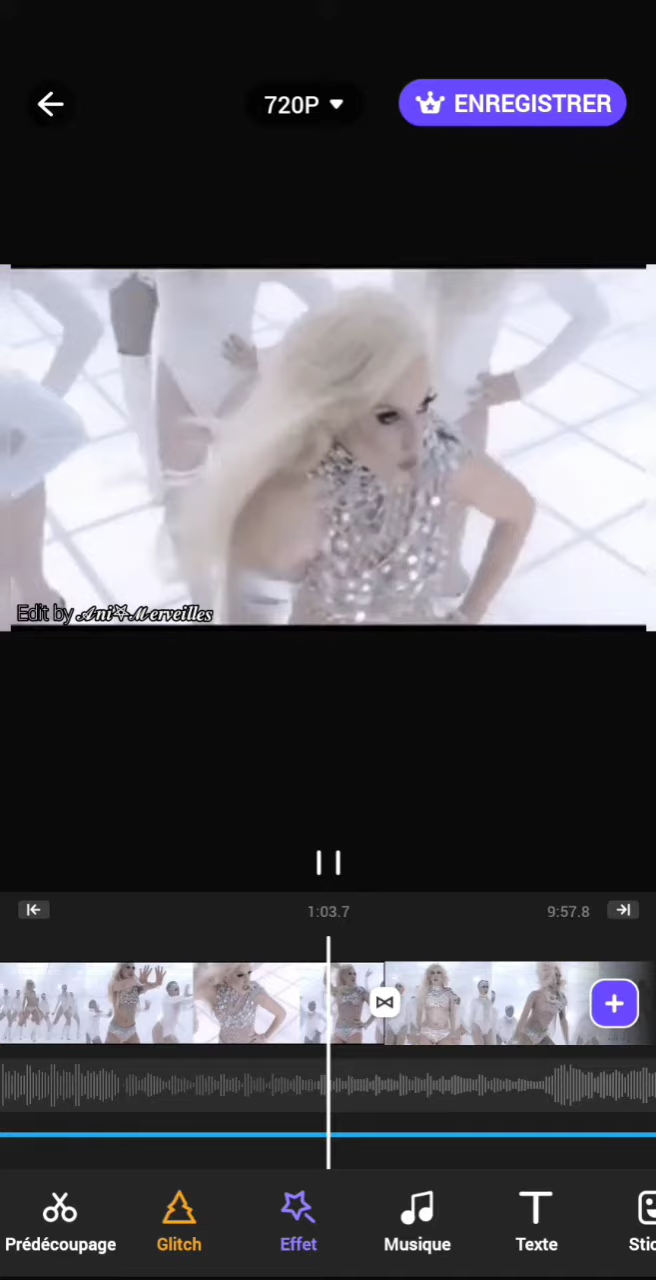 720P ENREGISTRER
Edit by Ani⛧Merveilles
1:03.7 9:57.8
Prédécoupage Glitch Effet Musique Texte Stic